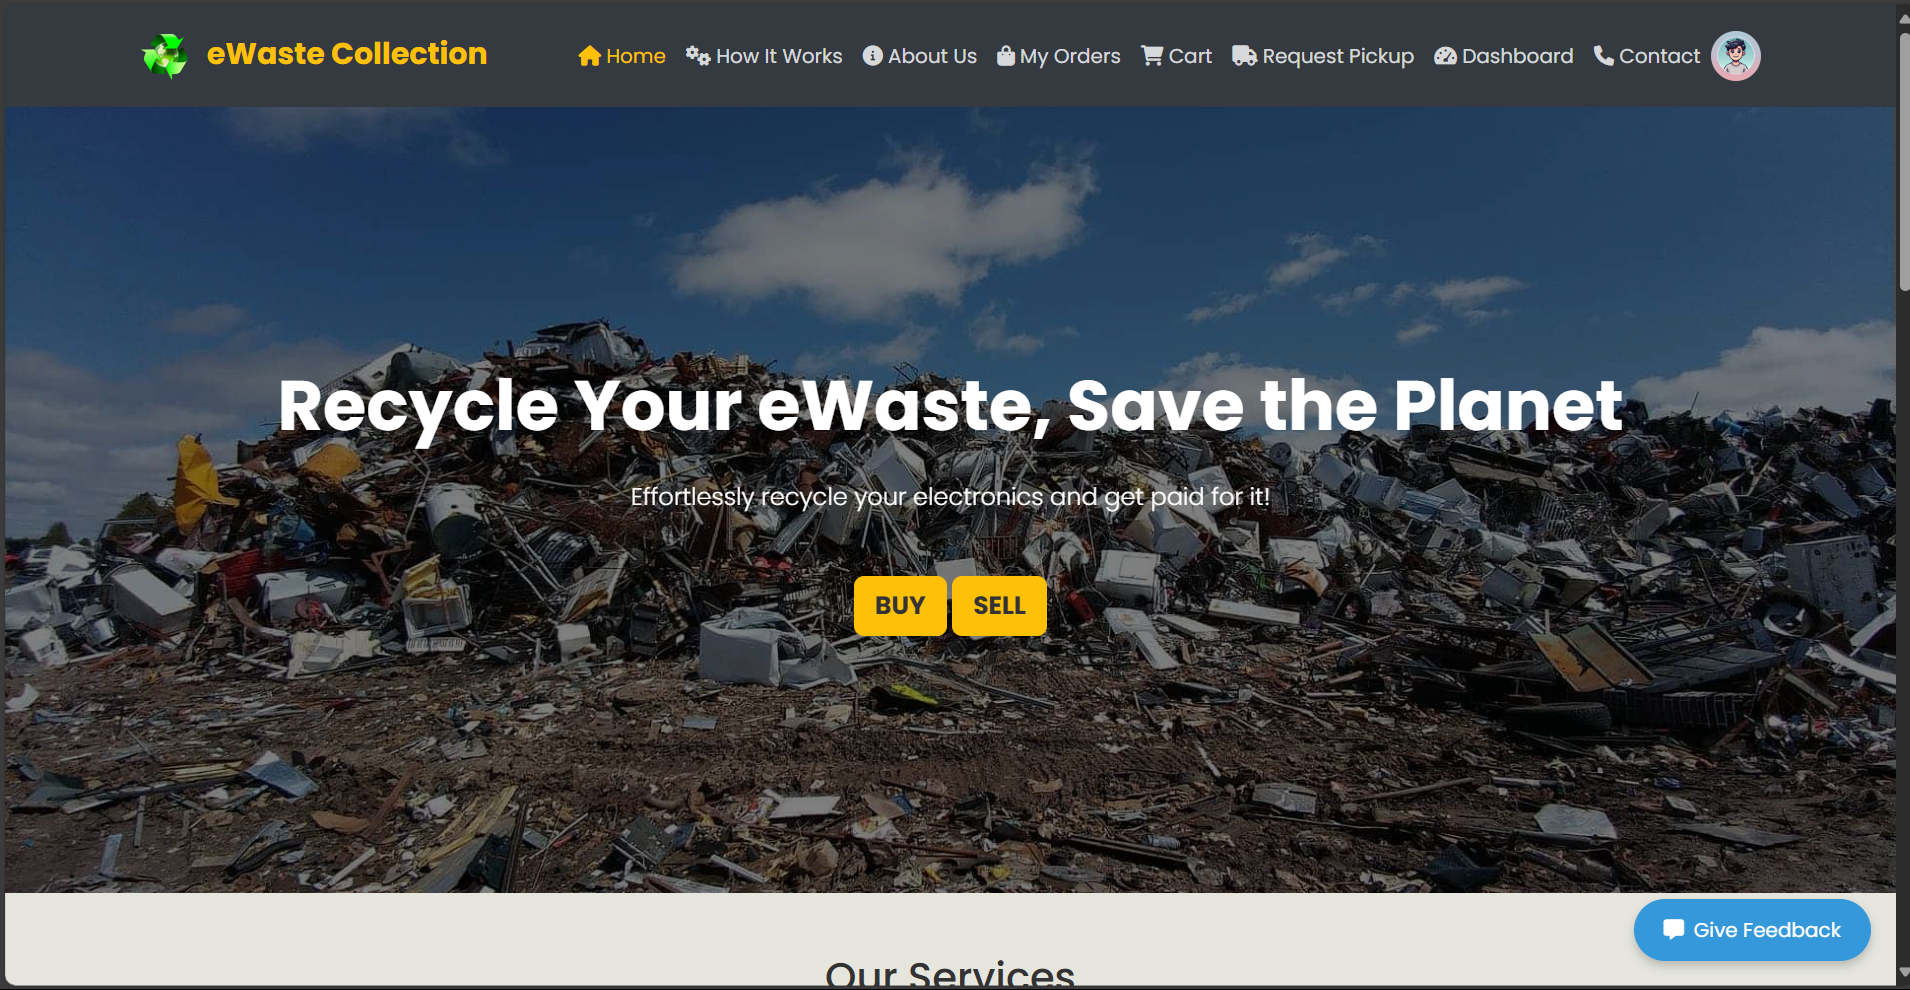 eWaste Collection
Home How It Works About Us My Orders Cart Request Pickup Dashboard Contact
Recycle Your eWaste, Save the Planet
Effortlessly recycle your electronics and get paid for it!
BUY SELL
Give Feedback
Our Services